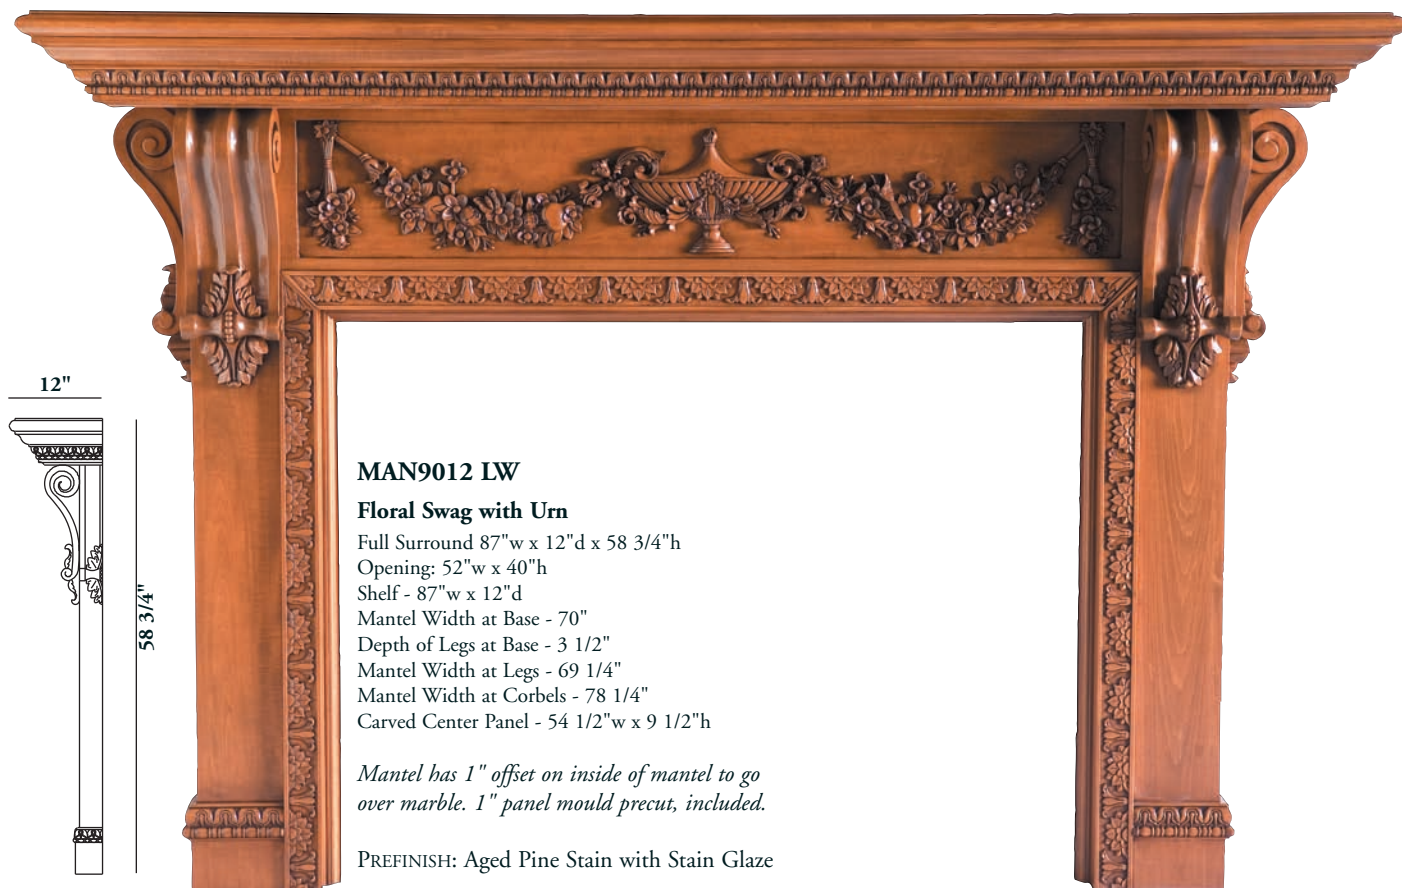 12"
58 3/4"
MAN9012 LW
Floral Swag with Urn
Full Surround 87"w x 12"d x 58 3/4"h
Opening: 52"w x 40"h
Shelf - 87"w x 12"d
Mantel Width at Base - 70"
Depth of Legs at Base - 3 1/2"
Mantel Width at Legs - 69 1/4"
Mantel Width at Corbels - 78 1/4"
Carved Center Panel - 54 1/2"w x 9 1/2"h
Mantel has 1" offset on inside of mantel to go
over marble. 1" panel mould precut, included.
PREFINISH: Aged Pine Stain with Stain Glaze